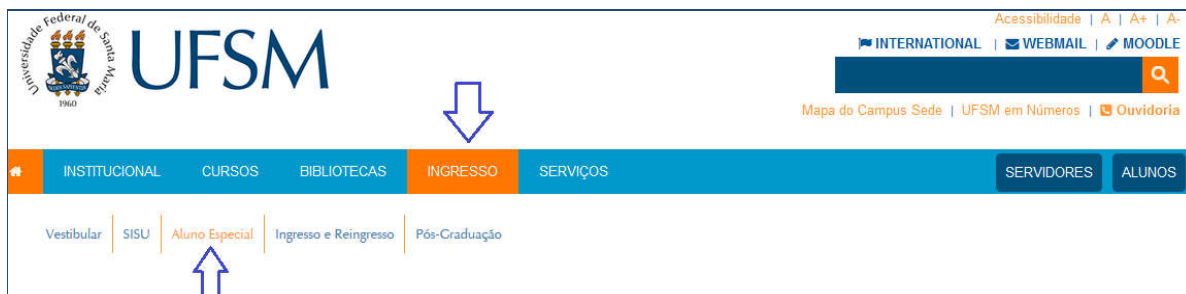 Universidade Federal de Santa Maria
1960
UFSM
Acessibilidade | A | A+ | A-
INTERNATIONAL | WEBMAIL | MOODLE
Mapa do Campus Sede | UFSM em Números | Ouvidoria
INSTITUCIONAL CURSOS BIBLIOTECAS INGRESSO SERVIÇOS SERVIDORES ALUNOS
Vestibular SISU Aluno Especial Ingresso e Reingresso Pós-Graduação